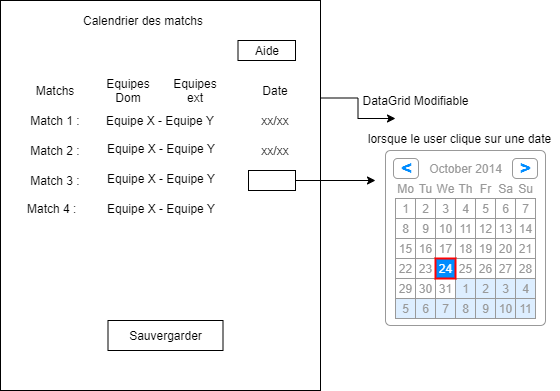 Calendrier des matchs
Aide
Matchs
Equipes
Dom
Equipes
ext
Date
Match 1 :
Equipe X - Equipe Y
xx/xx
Match 2 :
Equipe X - Equipe Y
xx/xx
Match 3 :
Equipe X - Equipe Y
Match 4 :
Equipe X - Equipe Y
Sauvergarder
DataGrid Modifiable
lorsque le user clique sur une date
< October 2014 >
Mo Tu We Th Fr Sa Su
1 2 3 4 5 6 7
8 9 10 11 12 13 14
15 16 17 18 19 20 21
22 23 24 25 26 27 28
29 30 31 1 2 3 4
5 6 7 8 9 10 11